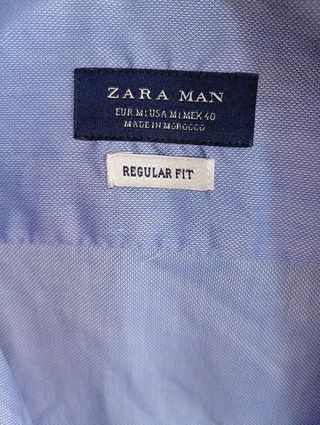 ZARA MAN
EUR M | USA M | MEX 40
MADE IN MOROCCO
REGULAR FIT